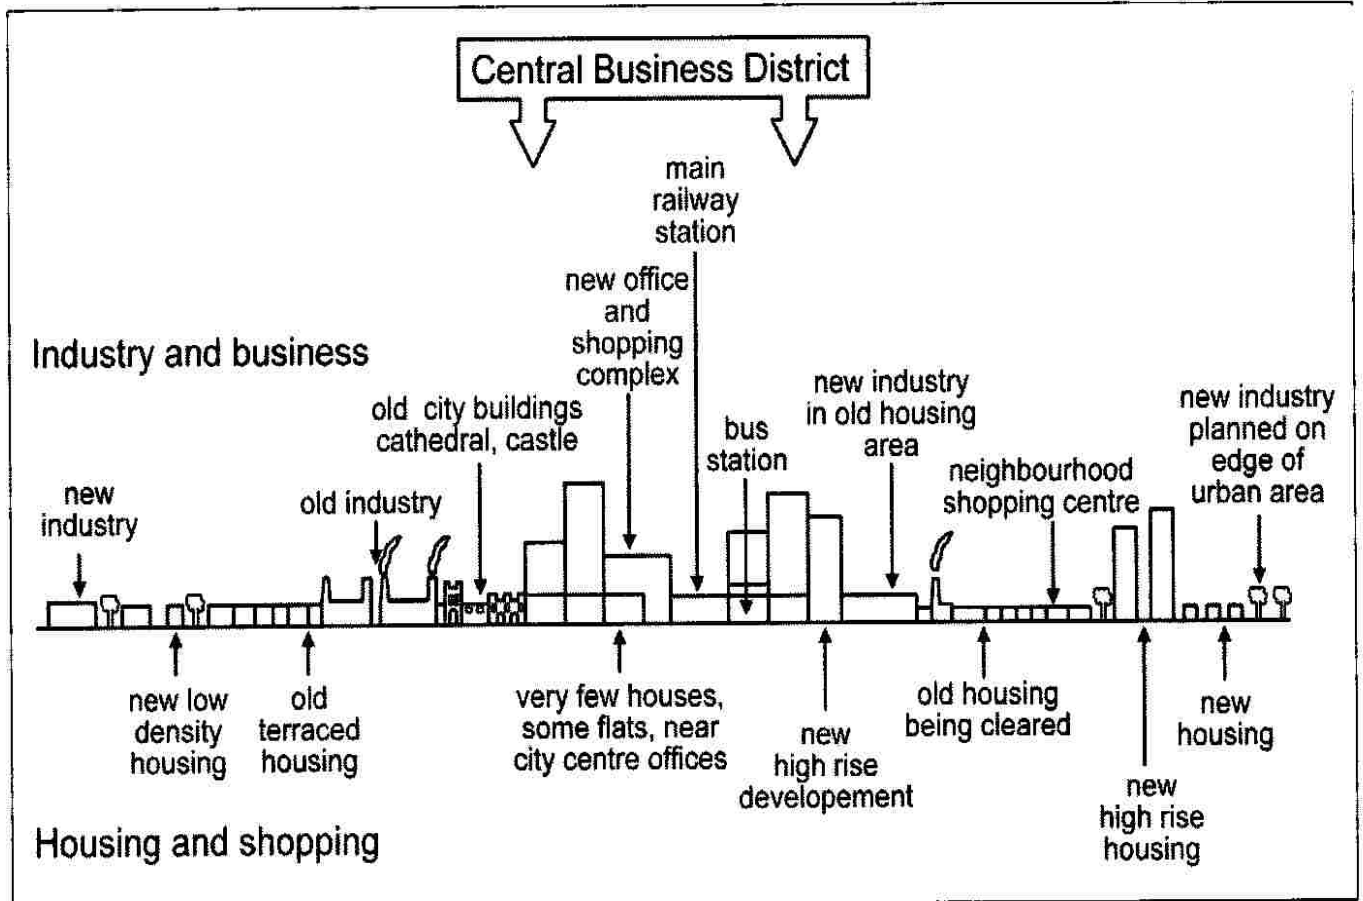 Central Business District
main
railway
station
new office
and
shopping
complex
Industry and business
old city buildings
cathedral, castle
bus
station
new industry
in old housing
area
new industry
planned on
edge of
urban area
neighbourhood
shopping centre
new
industry
old industry
new low
density
housing
old
terraced
housing
very few houses,
some flats, near
city centre offices
new
high rise
developement
old housing
being cleared
new
high rise
housing
new
housing
Housing and shopping